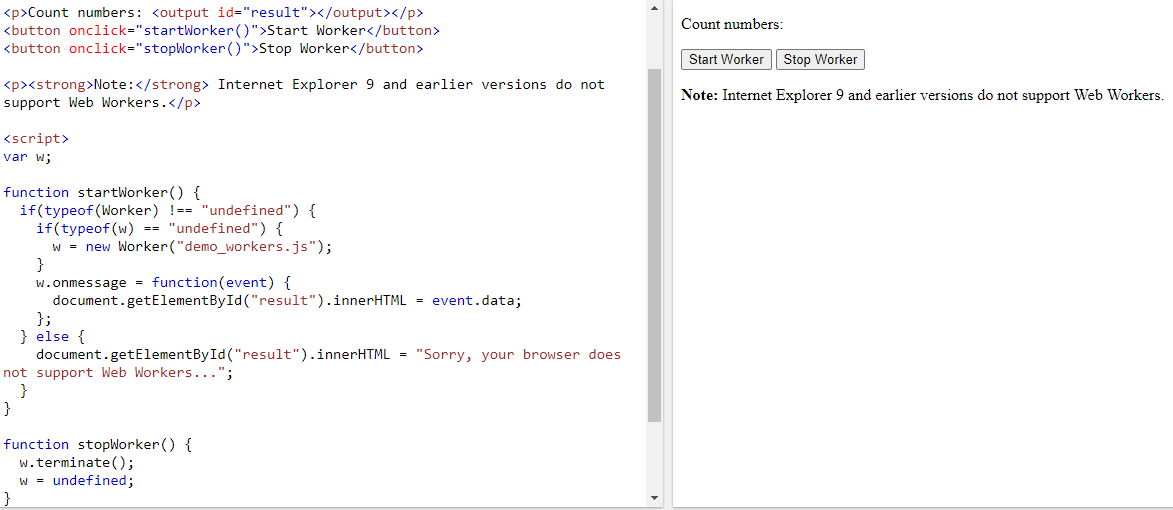 <p>Count numbers: <output id="result"></output></p>
<button onclick="startWorker()">Start Worker</button>
<button onclick="stopWorker()">Stop Worker</button>
<p><strong>Note:</strong> Internet Explorer 9 and earlier versions do not
support Web Workers.</p>
<script>
var w;
function startWorker() {
  if(typeof(Worker) !== "undefined") {
    if(typeof(w) == "undefined") {
      w = new Worker("demo_workers.js");
    }
    w.onmessage = function(event) {
      document.getElementById("result").innerHTML = event.data;
    };
  } else {
    document.getElementById("result").innerHTML = "Sorry, your browser does
not support Web Workers...";
  }
}
function stopWorker() {
  w.terminate();
  w = undefined;
}
Count numbers:
Start Worker Stop Worker
Note: Internet Explorer 9 and earlier versions do not support Web Workers.